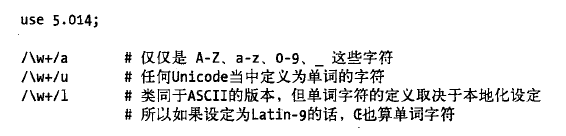 use 5.014;
/\w+/a # 仅仅是 A-Z、a-z、0-9、_ 这些字符
/\w+/u # 任何Unicode当中定义为单词的字符
/\w+/l # 类同于ASCII的版本，但单词字符的定义取决于本地化设定
# 所以如果设定为Latin-9的话，Œ也算单词字符